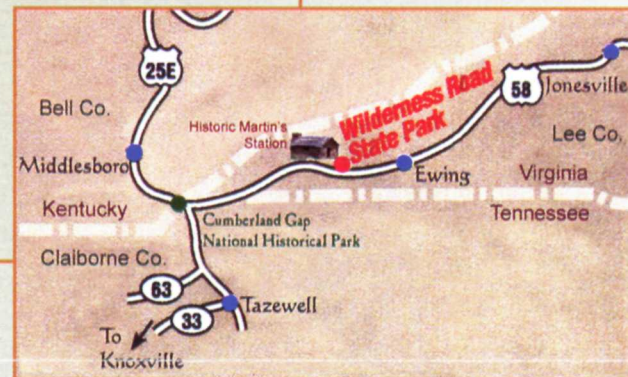 25E
58
Jonesville
Bell Co.
Historic Martin's
Station
Wilderness Road
State Park
Lee Co.
Middlesboro
Ewing
Virginia
Kentucky
Tennessee
Cumberland Gap
National Historical Park
Claiborne Co.
63
33
Tazewell
To
Knoxville